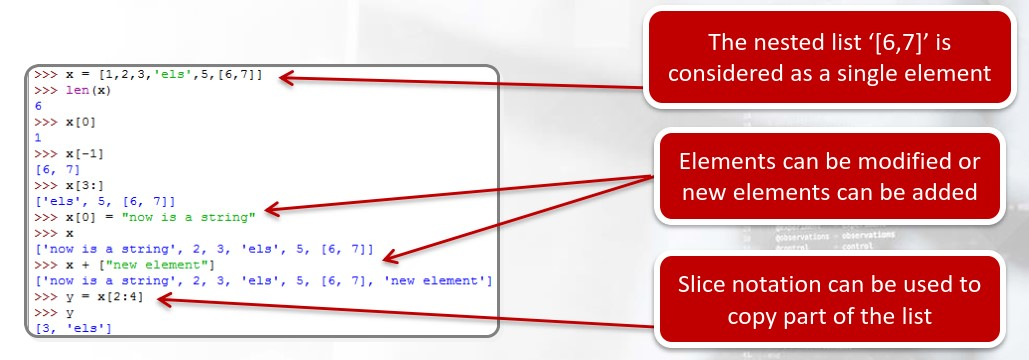 >>> x = [1,2,3,'els',5,[6,7]]
>>> len(x)
6
>>> x[0]
1
>>> x[-1]
[6, 7]
>>> x[3:]
['els', 5, [6, 7]]
>>> x[0] = "now is a string"
>>> x
['now is a string', 2, 3, 'els', 5, [6, 7]]
>>> x + ["new element"]
['now is a string', 2, 3, 'els', 5, [6, 7], 'new element']
>>> y = x[2:4]
>>> y
[3, 'els']
The nested list ‘[6,7]’ is
considered as a single element
Elements can be modified or
new elements can be added
@observations = observations
@control = control
Slice notation can be used to
copy part of the list